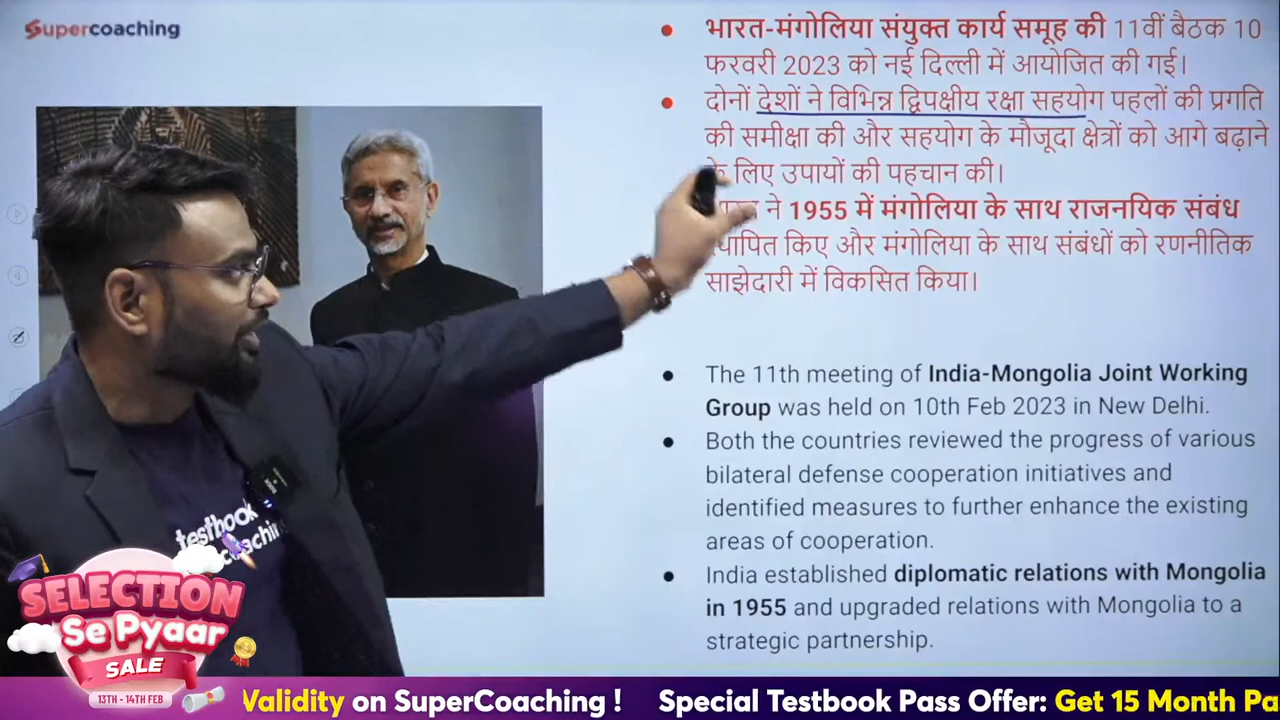 Supercoaching
भारत-मंगोलिया संयुक्त कार्य समूह की 11वीं बैठक 10
फरवरी 2023 को नई दिल्ली में आयोजित की गई।
दोनों देशों ने विभिन्न द्विपक्षीय रक्षा सहयोग पहलों की प्रगति
की समीक्षा की और सहयोग के मौजूदा क्षेत्रों को आगे बढ़ाने
के लिए उपायों की पहचान की।
ने 1955 में मंगोलिया के साथ राजनयिक संबंध
किए और मंगोलिया के साथ संबंधों को रणनीतिक
साझेदारी में विकसित किया।
The 11th meeting of India-Mongolia Joint Working
Group was held on 10th Feb 2023 in New Delhi.
Both the countries reviewed the progress of various
bilateral defense cooperation initiatives and
identified measures to further enhance the existing
areas of cooperation.
India established diplomatic relations with Mongolia
in 1955 and upgraded relations with Mongolia to a
strategic partnership.
testbook
SELECTION
Se Pyaar
SALE
13TH - 14TH FEB
Validity on SuperCoaching ! Special Testbook Pass Offer: Get 15 Month